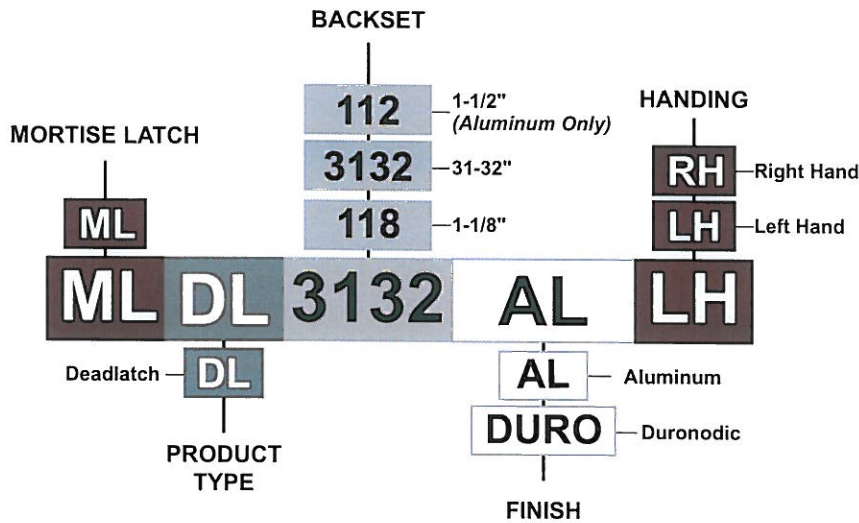 BACKSET
112
1-1/2"
(Aluminum Only)
3132
31-32"
118
1-1/8"
HANDING
RH
Right Hand
LH
Left Hand
MORTISE LATCH
ML
ML DL 3132 AL LH
Deadlatch
DL
PRODUCT
TYPE
AL
Aluminum
DURO
Duronodic
FINISH